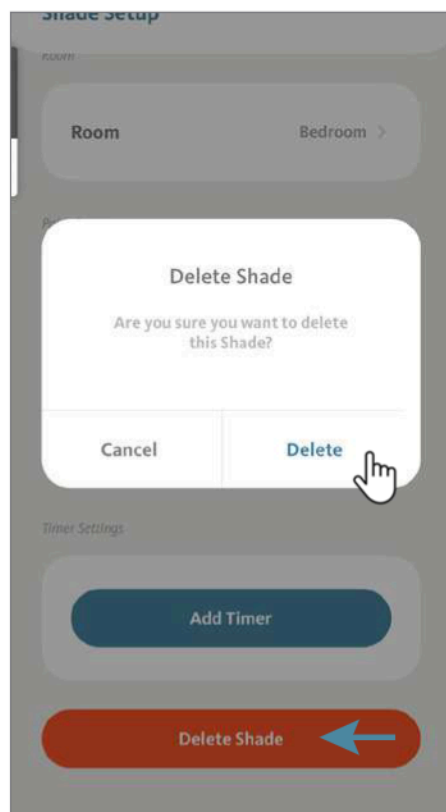 Shade Setup
Room
Room
Bedroom >
Delete Shade
Are you sure you want to delete
this Shade?
Cancel
Delete
Timer Settings
Add Timer
Delete Shade